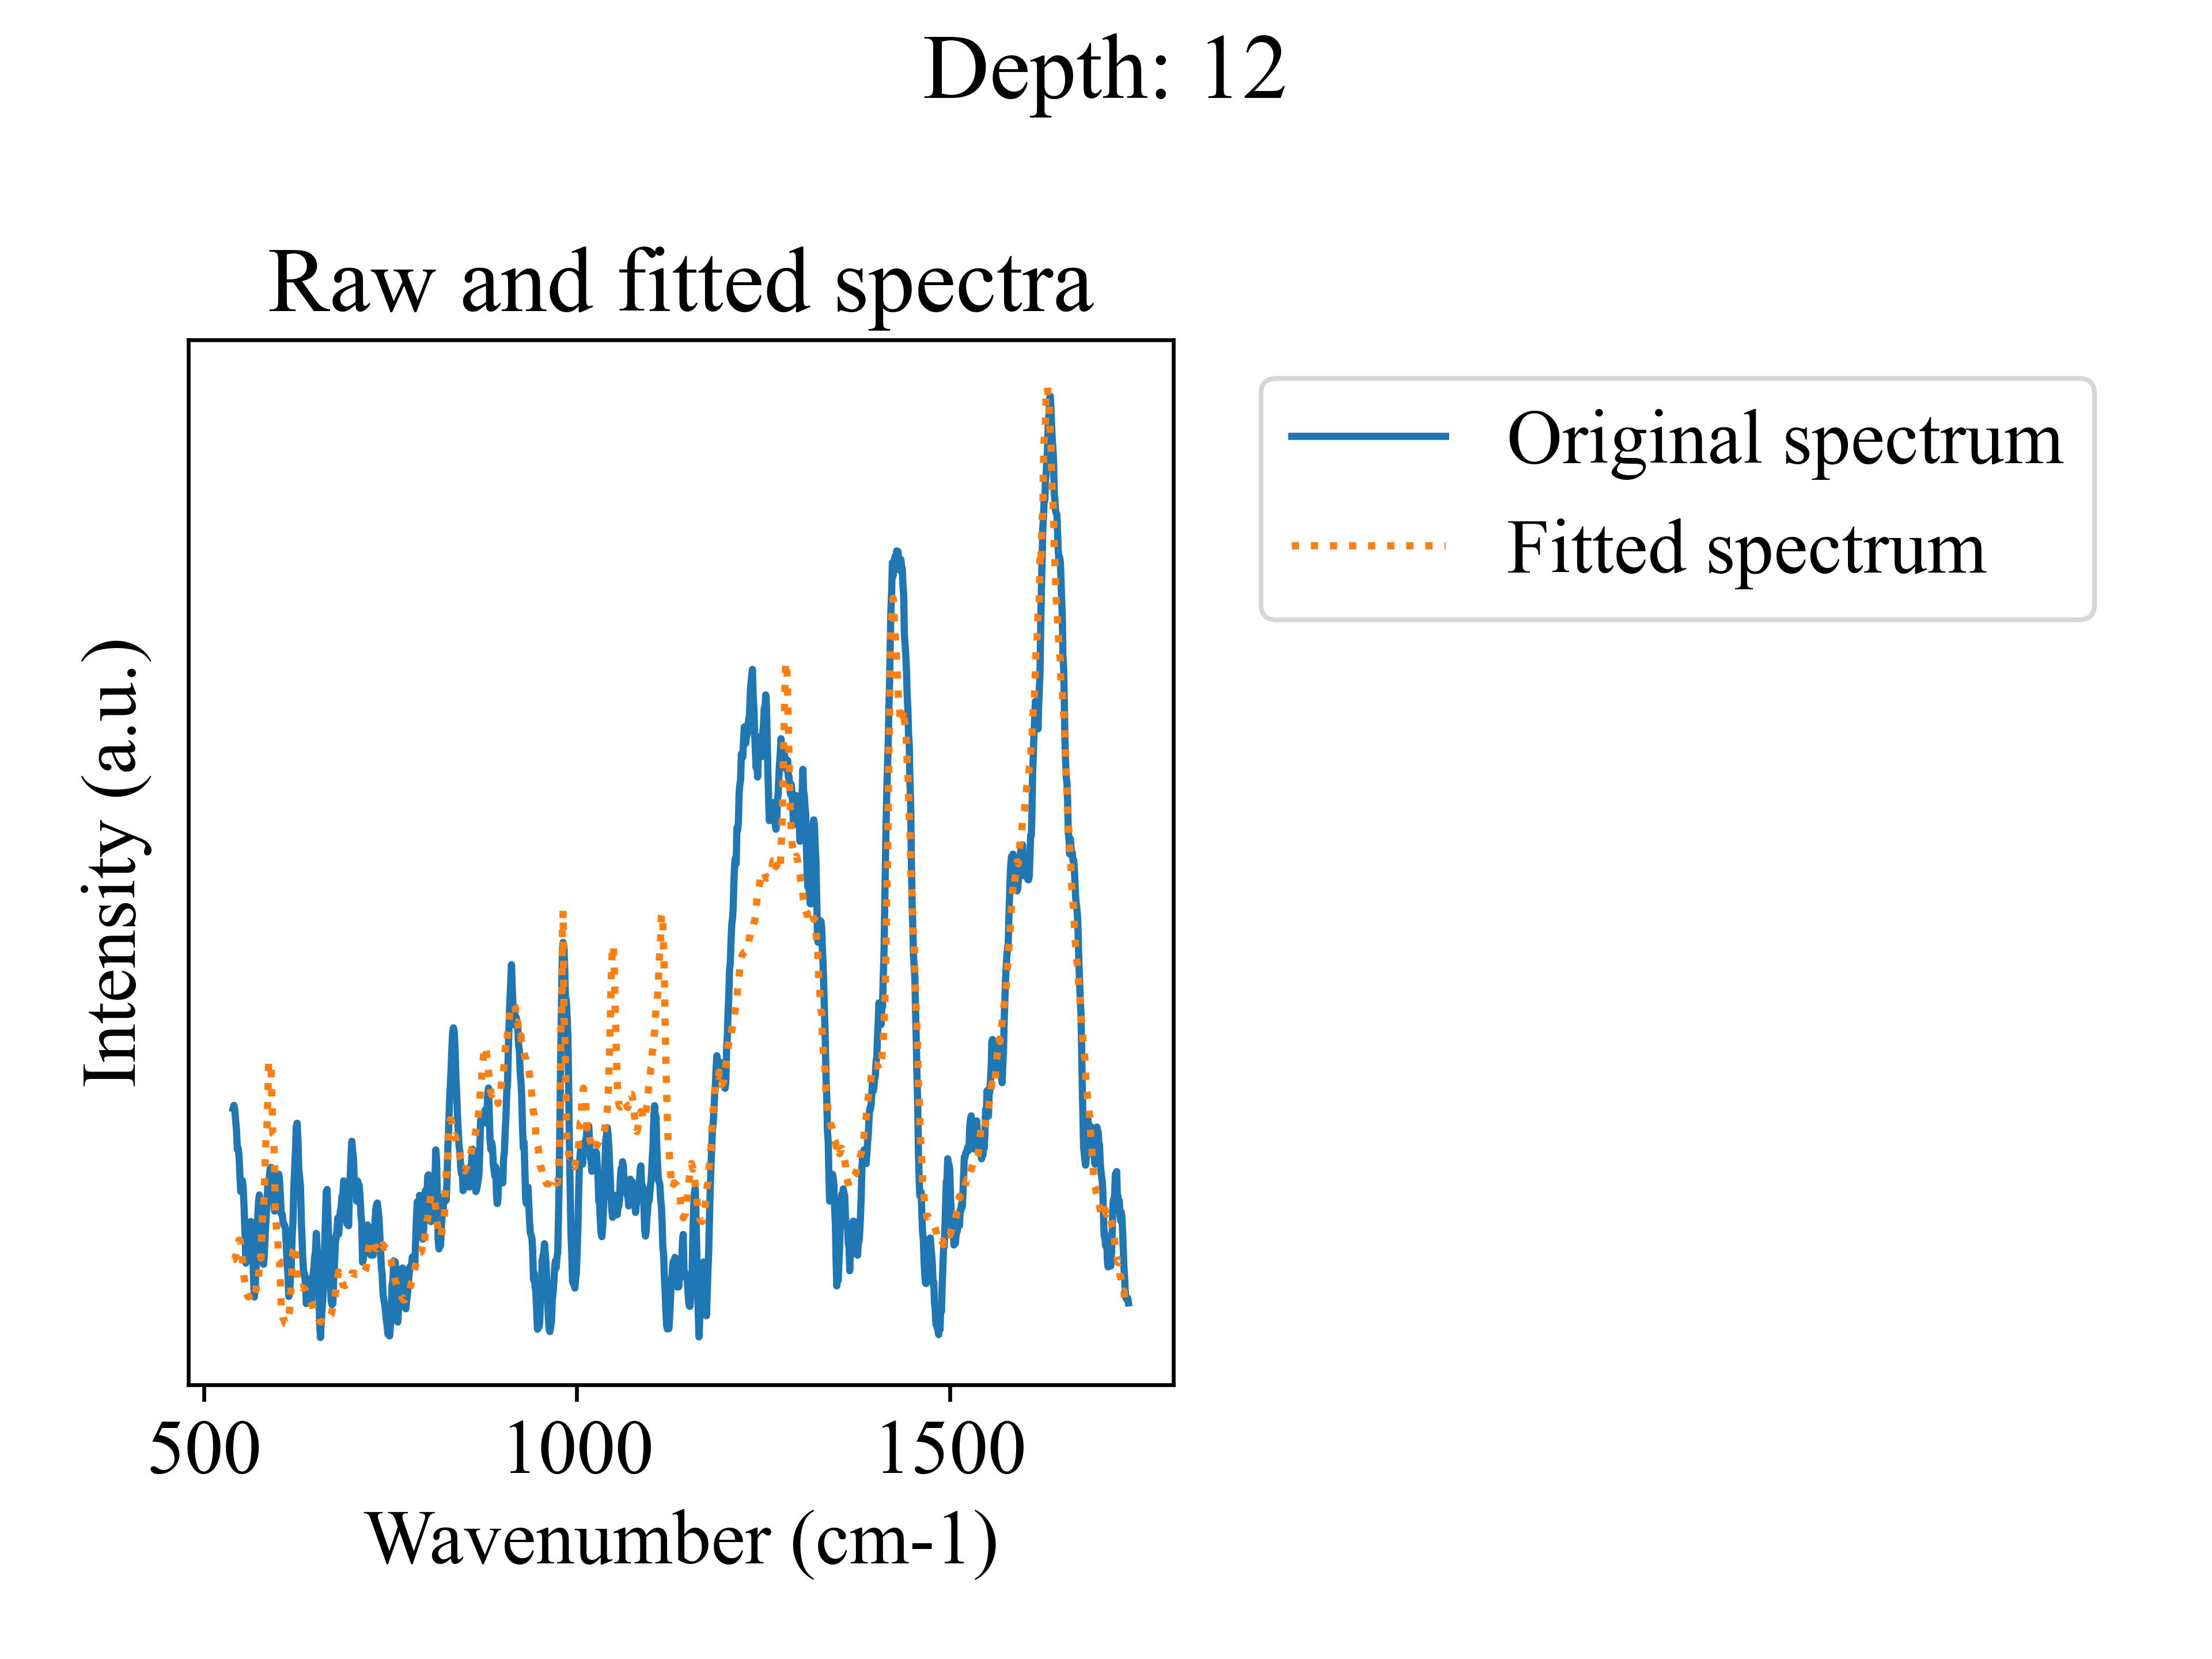 Depth: 12
Raw and fitted spectra
Original spectrum
Fitted spectrum
Intensity (a.u.)
500 1000 1500
Wavenumber (cm-1)